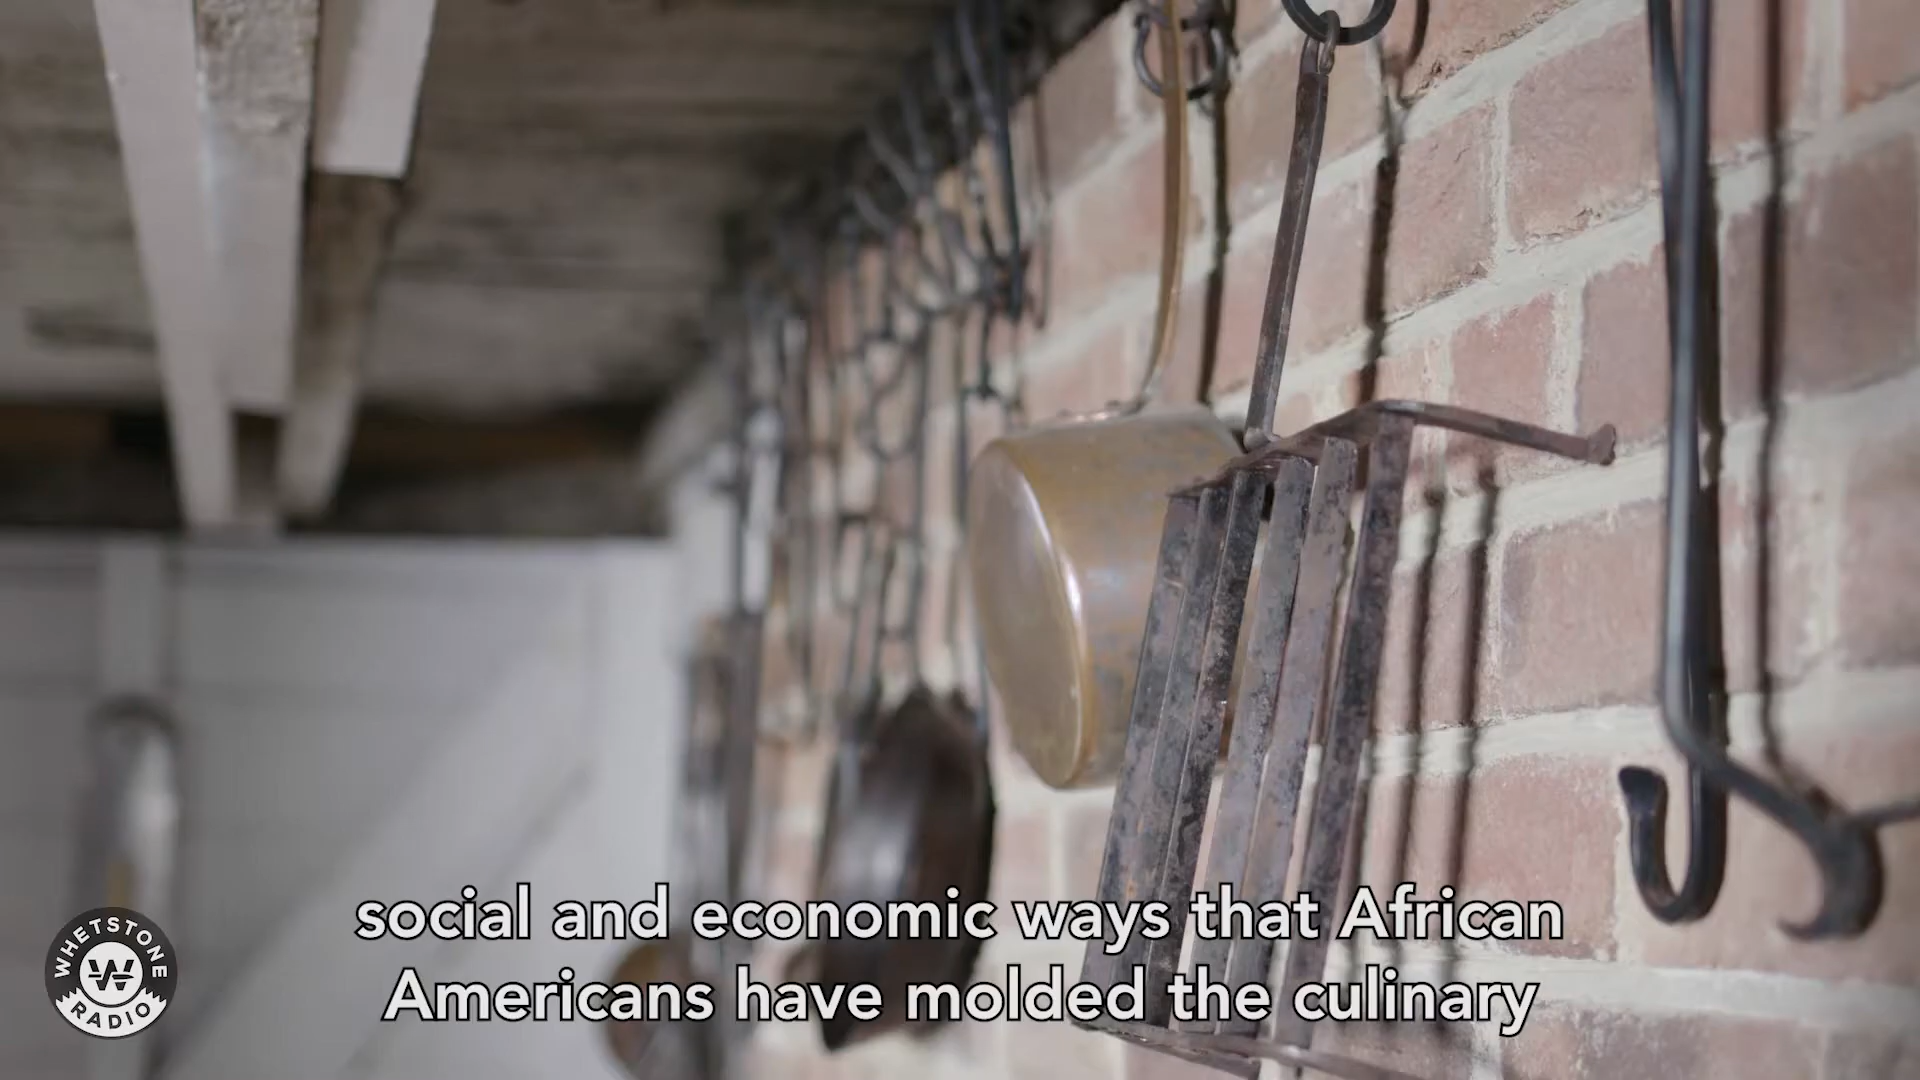 social and economic ways that African
Americans have molded the culinary
WHETSTONE
W
RADIO